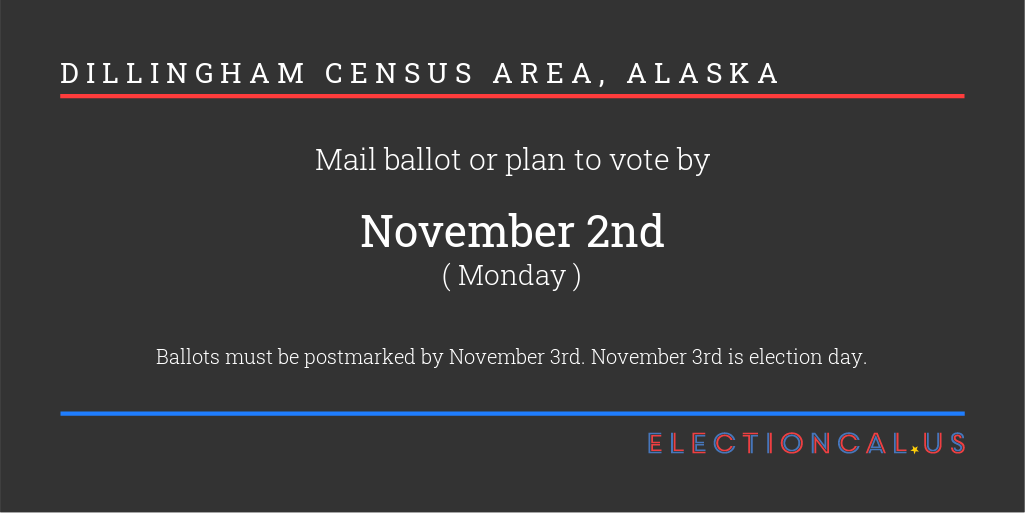 DILLINGHAM CENSUS AREA, ALASKA
Mail ballot or plan to vote by
November 2nd
( Monday )
Ballots must be postmarked by November 3rd. November 3rd is election day.
ELECTIONCAL.US